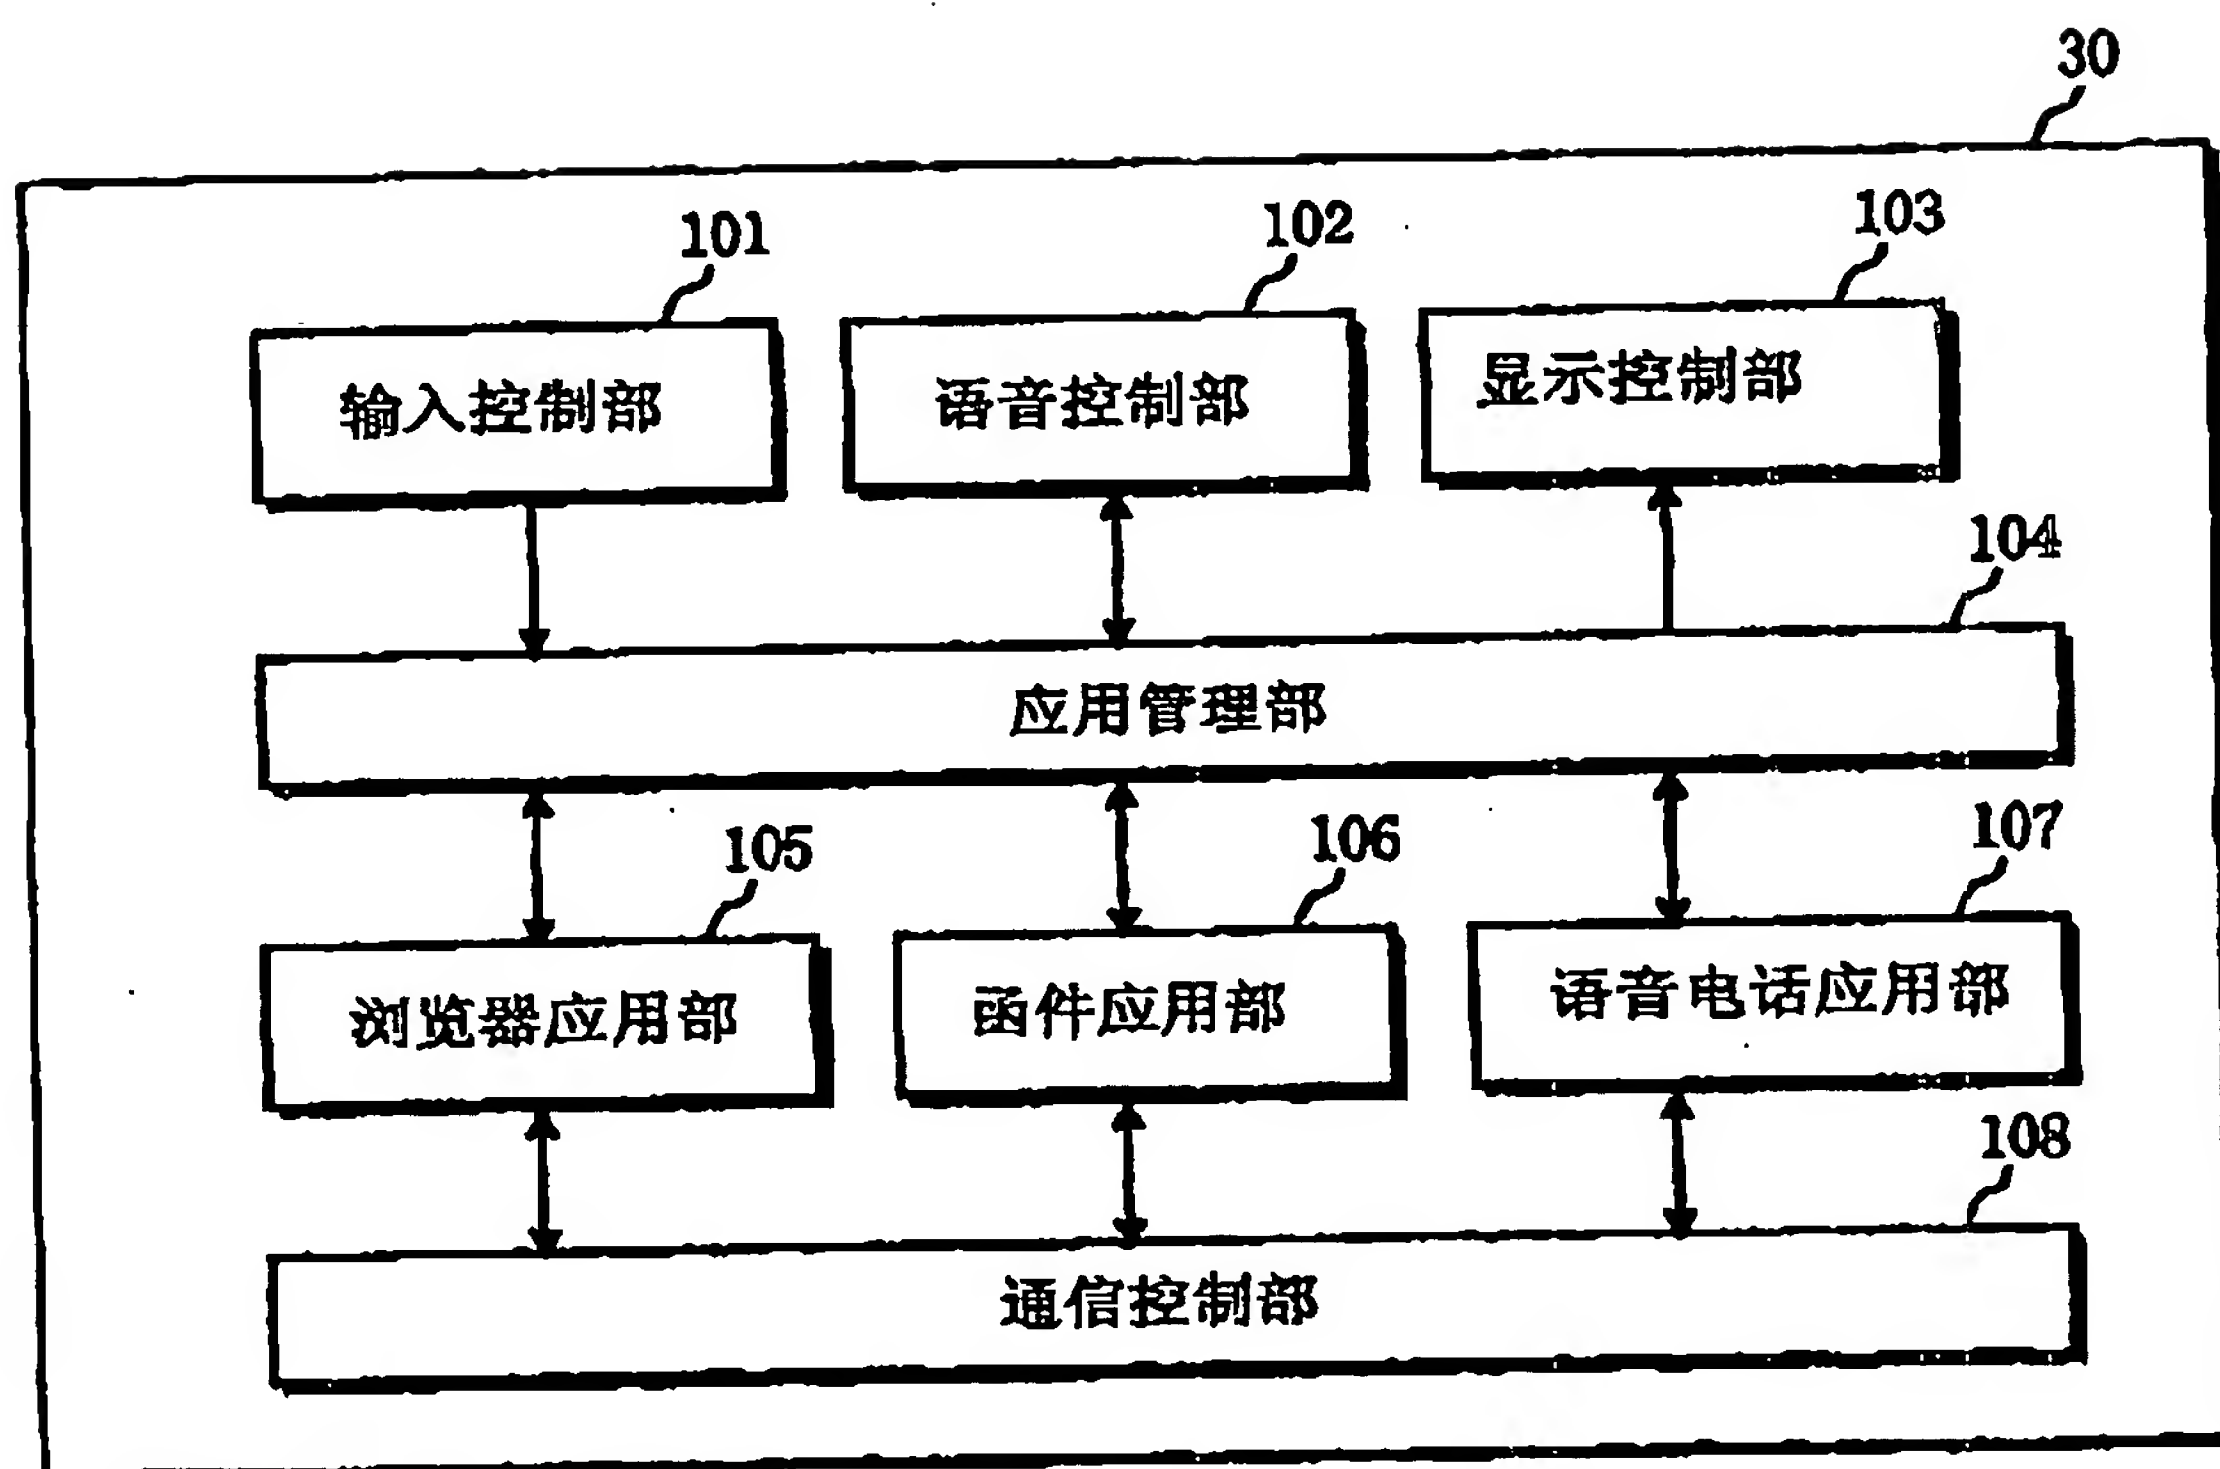 30
101
102
103
输入控制部
语音控制部
显示控制部
104
应用管理部
105
106
107
浏览器应用部
函件应用部
语音电话应用部
108
通信控制部